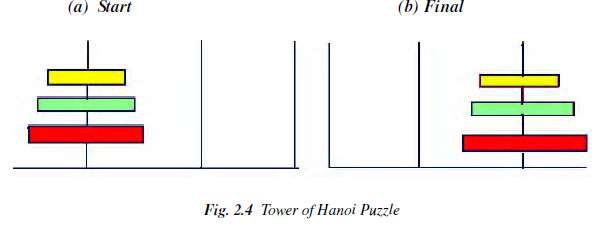 (a) Start
(b) Final
Fig. 2.4 Tower of Hanoi Puzzle